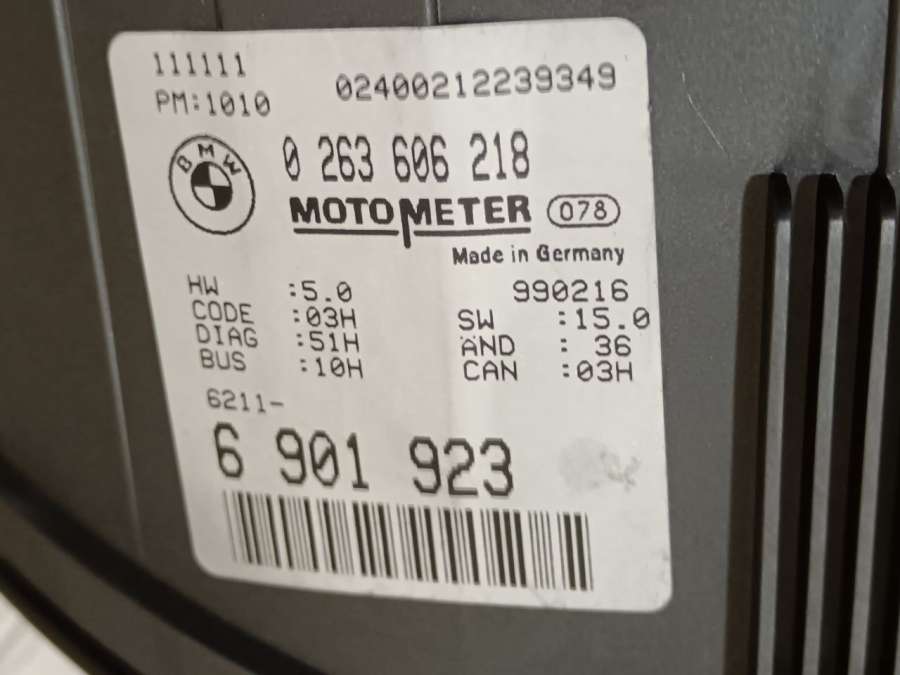 111111
02400212239349
PM:1010
BMW
0 263 606 218
MOTOMETER 078
Made in Germany
HW :5.0 990216
CODE :03H SW :15.0
DIAG :51H AND : 36
BUS :10H CAN :03H
6211-
6 901 923